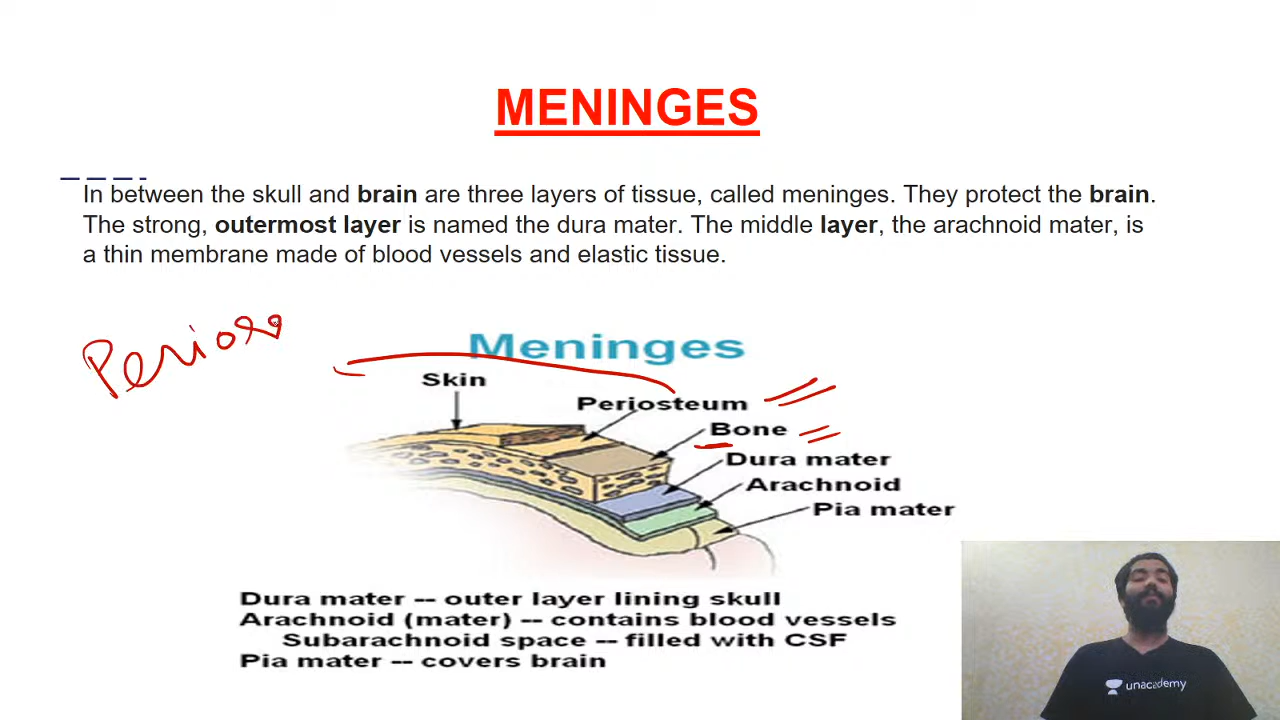 MENINGES
In between the skull and brain are three layers of tissue, called meninges. They protect the brain.
The strong, outermost layer is named the dura mater. The middle layer, the arachnoid mater, is
a thin membrane made of blood vessels and elastic tissue.
Perioso
Meninges
Skin
Periosteum
Bone
Dura mater
Arachnoid
Pia mater
Dura mater -- outer layer lining skull
Arachnoid (mater) -- contains blood vessels
Subarachnoid space -- filled with CSF
Pia mater -- covers brain
unacademy